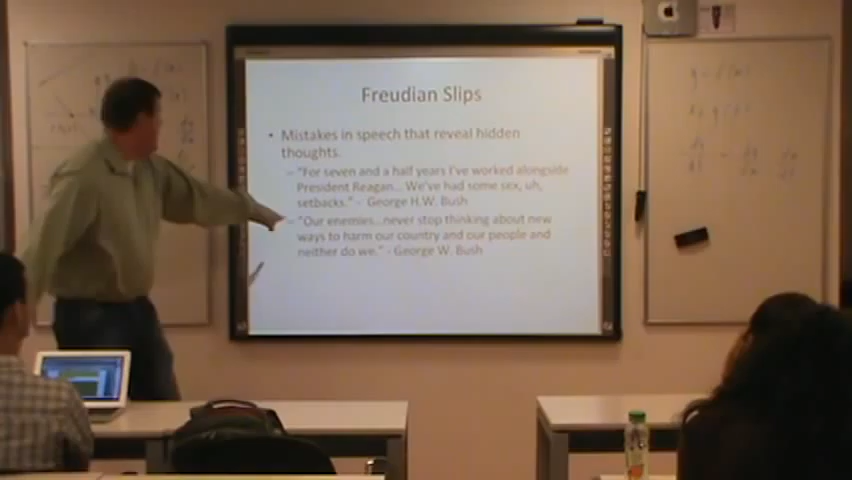 Freudian Slips
• Mistakes in speech that reveal hidden
thoughts.
– "For seven and a half years I've worked alongside
President Reagan... We've had some sex, uh,
setbacks." - George H.W. Bush
– "Our enemies...never stop thinking about new
ways to harm our country and our people and
neither do we." - George W. Bush